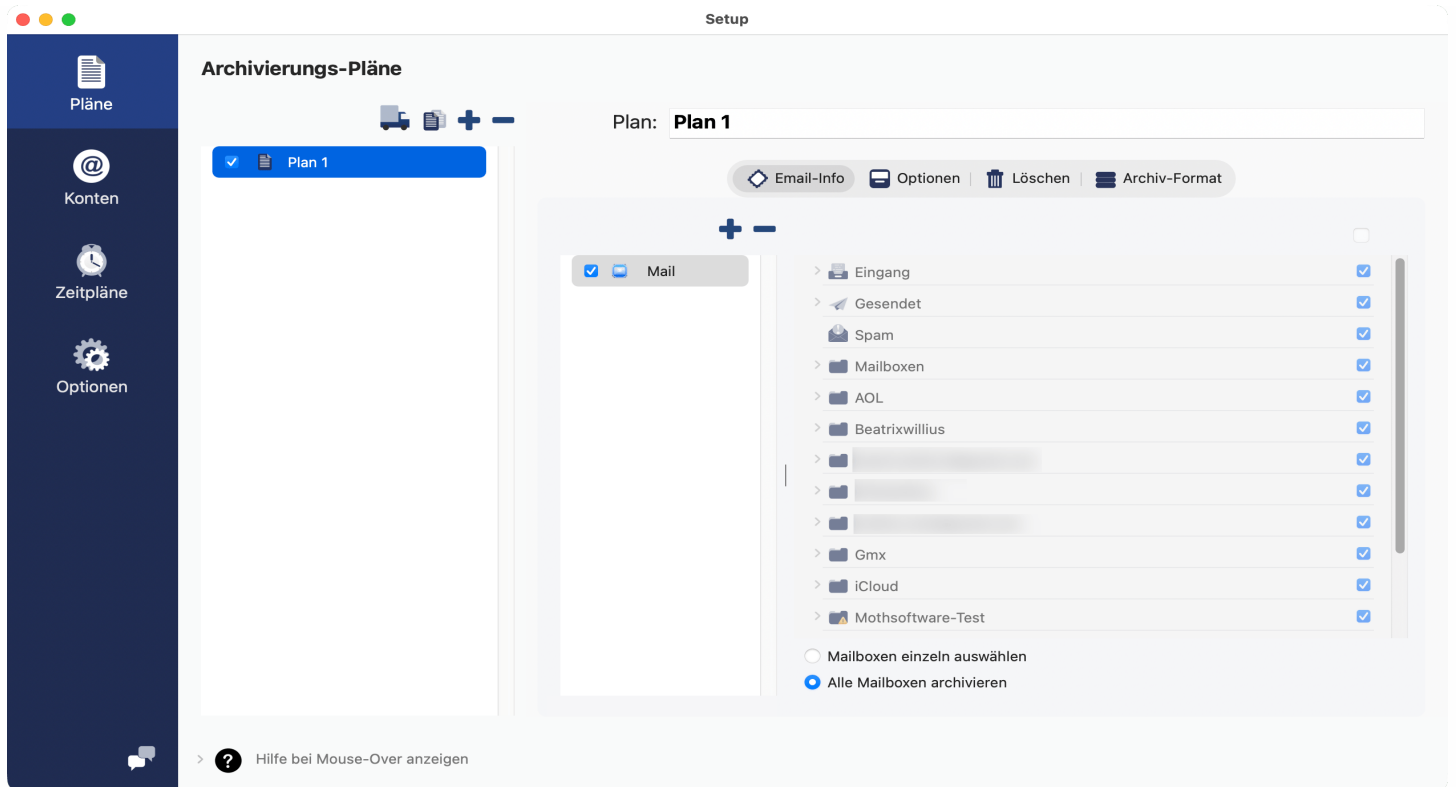 Setup
Pläne
Konten
Zeitpläne
Optionen
Archivierungs-Pläne
Plan 1
Plan: Plan 1
Email-Info
Optionen
Löschen
Archiv-Format
Mail
Eingang
Gesendet
Spam
Mailboxen
AOL
Beatrixwillius
Gmx
iCloud
Mothsoftware-Test
Mailboxen einzeln auswählen
Alle Mailboxen archivieren
? Hilfe bei Mouse-Over anzeigen